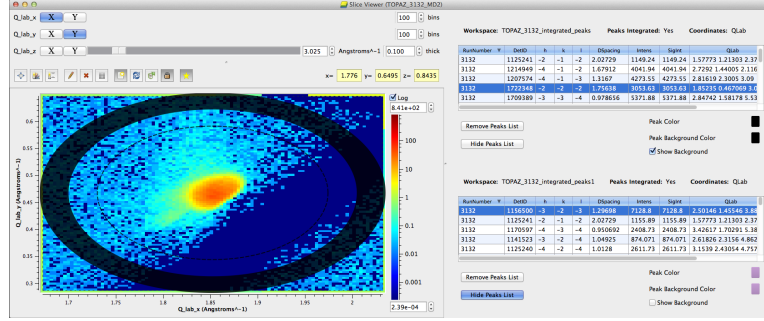 Slice Viewer (TOPAZ_3132_MD2)
Q_lab_x X Y 100 bins
Q_lab_y X Y 100 bins
Q_lab_z X Y 3.025 Angstroms^-1 0.100 thick
x= 1.776 y= 0.6495 z= 0.8435
Log
8.41e+02
100
10
1
0.1
0.01
0.001
2.39e-04
Q_lab_y (Angstroms^-1)
0.6
0.55
0.5
0.45
0.4
0.35
0.3
1.7 1.75 1.8 1.85 1.9 1.95 2
Q_lab_x (Angstroms^-1)
Workspace: TOPAZ_3132_integrated_peaks Peaks Integrated: Yes Coordinates: QLab
RunNumber DetID h k l DSpacing Intens SigInt QLab
3132 1125241 -2 -1 -2 2.02729 1149.24 1149.24 1.57773 1.21303 2.37
3132 1214949 -4 -1 -2 1.67912 4041.94 4041.94 2.7292 1.44005 2.116
3132 1207574 -4 -3 -1 1.3167 4273.55 4273.55 2.81619 2.3005 3.09
3132 1722348 -2 -2 -2 1.75638 3053.63 3053.63 1.85235 0.467069 3.0
3132 1709389 -3 -3 -4 0.978656 5371.88 5371.88 2.84742 1.58178 5.53
Remove Peaks List
Hide Peaks List
Peak Color
Peak Background Color
Show Background
Workspace: TOPAZ_3132_integrated_peaks1 Peaks Integrated: Yes Coordinates: QLab
RunNumber DetID h k l DSpacing Intens SigInt QLab
3132 1156500 -3 -2 -3 1.29698 7128.8 7128.8 2.50146 1.45546 3.88
3132 1125241 -2 -1 -2 2.02729 1155.89 1155.89 1.57773 1.21303 2.37
3132 1170597 -4 -3 -4 0.950692 2408.73 2408.73 3.42617 1.70291 5.38
3132 1141523 -3 -2 -4 1.04925 874.071 874.071 2.61826 2.3156 4.862
3132 1125240 -4 -2 -4 1.0128 2611.73 2611.73 3.1539 2.43054 4.757
Remove Peaks List
Hide Peaks List
Peak Color
Peak Background Color
Show Background